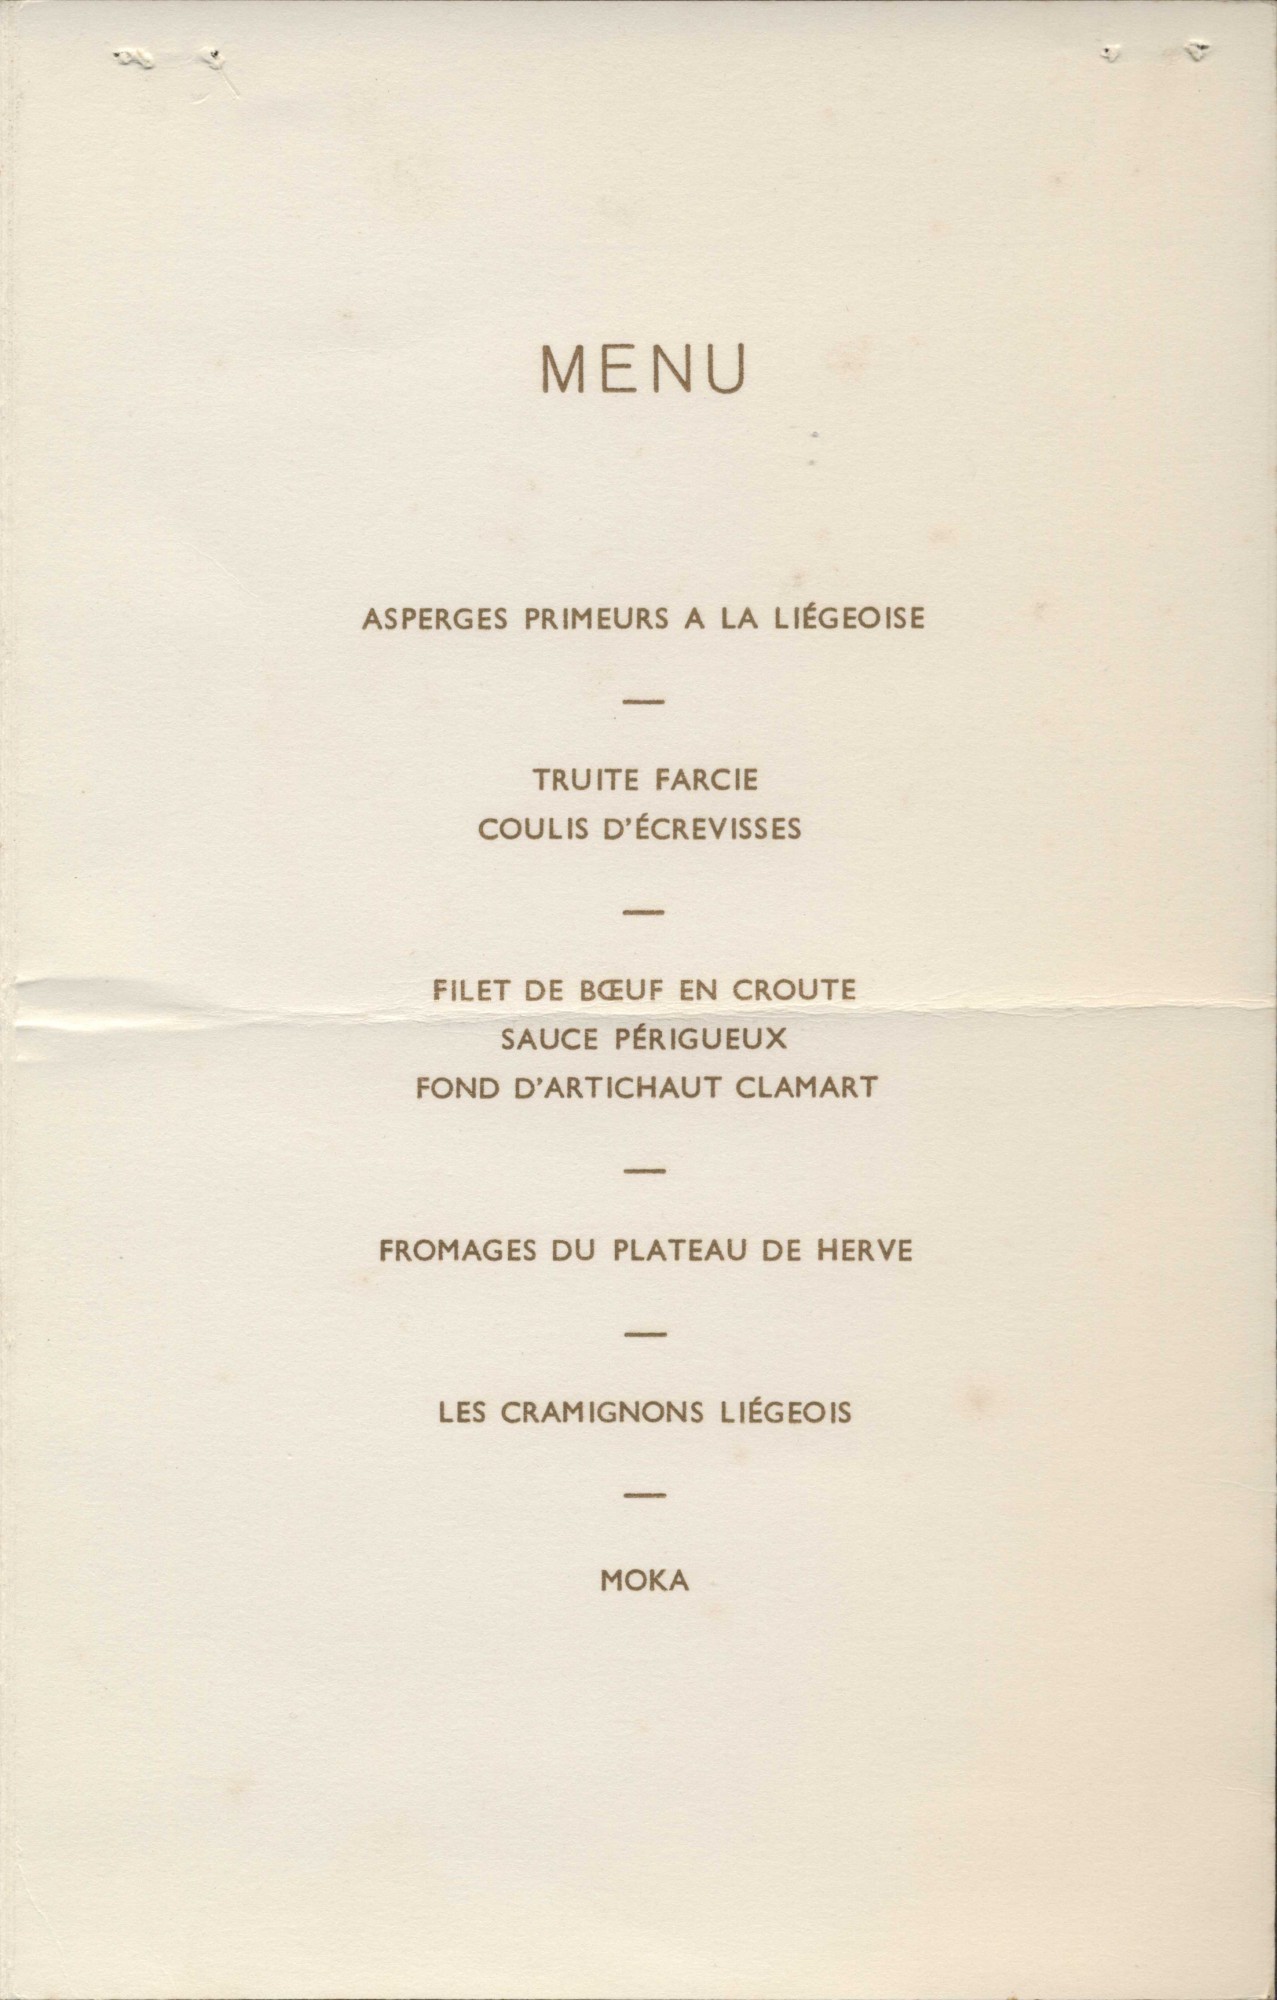 MENU
ASPERGES PRIMEURS A LA LIÉGEOISE
TRUITE FARCIE
COULIS D'ÉCREVISSES
FILET DE BŒUF EN CROUTE
SAUCE PÉRIGUEUX
FOND D'ARTICHAUT CLAMART
FROMAGES DU PLATEAU DE HERVE
LES CRAMIGNONS LIÉGEOIS
MOKA